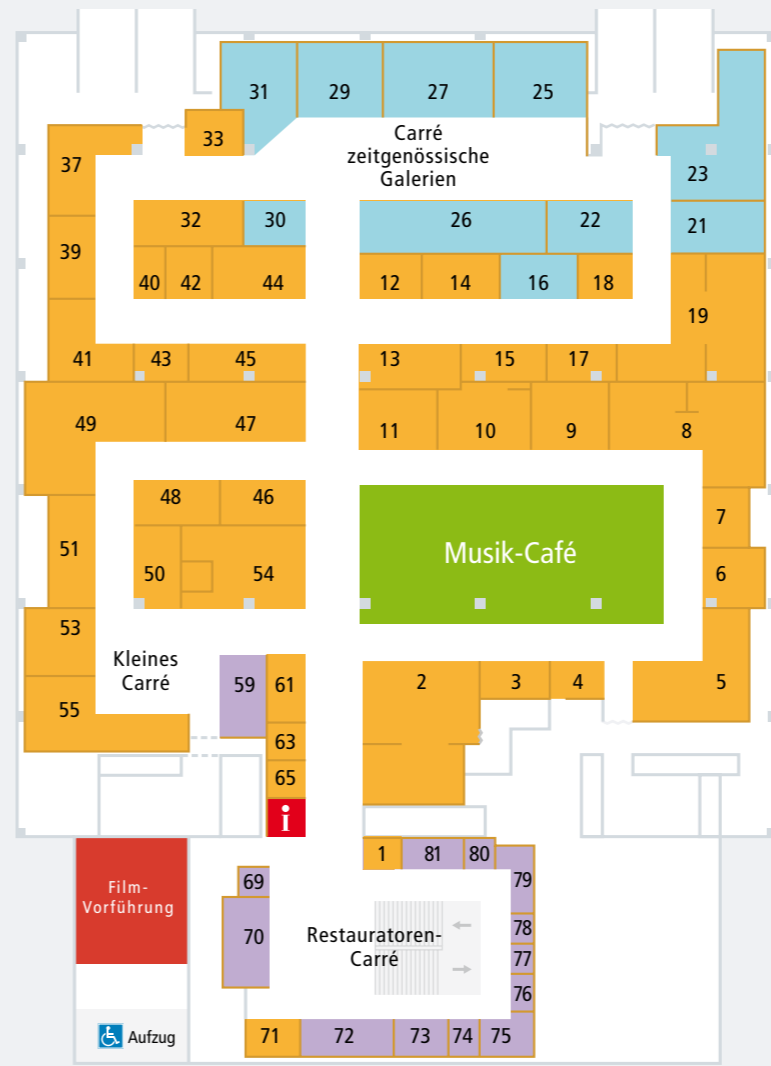 31 29 27 25
33
Carré
zeitgenössische
Galerien
37
23
32 30 26 22 21
39
40 42 44 12 14 16 18
19
41 43 45 13 15 17
49 47 11 10 9 8
48 46
7
51
Musik-Café
50 54
6
53
Kleines
Carré
59 61
2 3 4 5
55
63
65
i
1 81 80
Film-
Vorführung
69
79
70
Restauratoren-
Carré
78
77
76
Aufzug
71 72 73 74 75